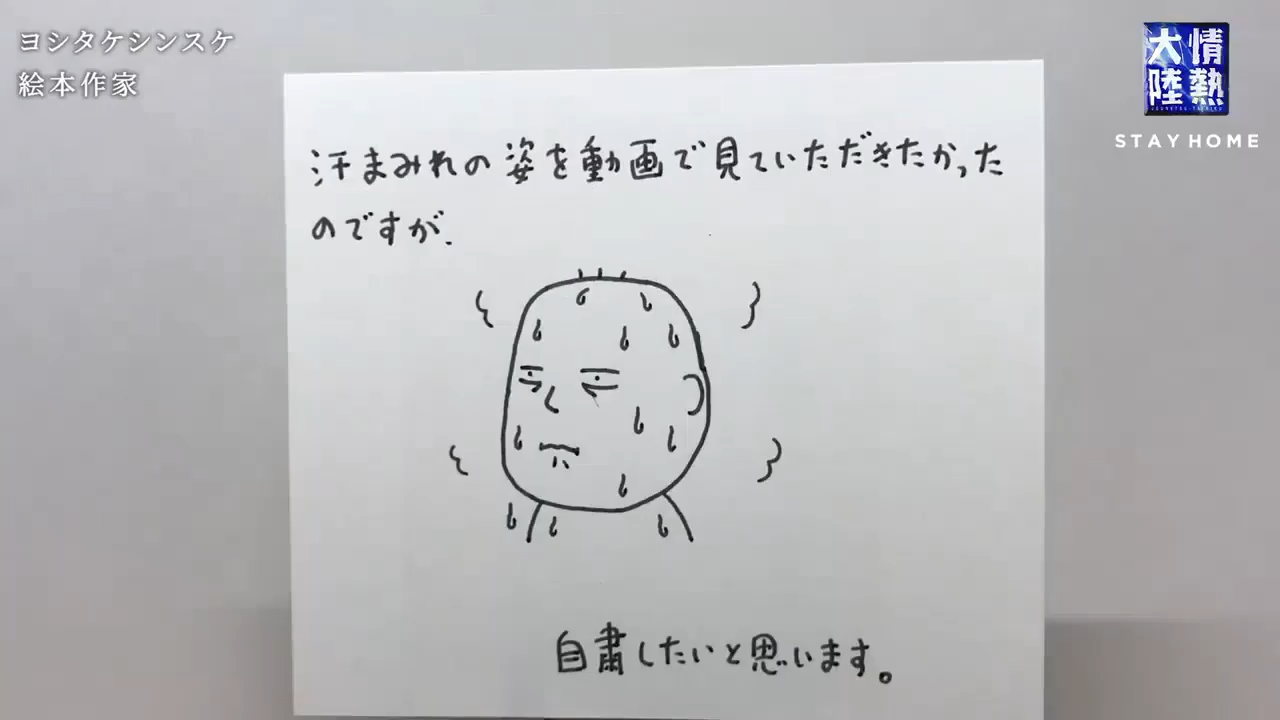 ヨシタケシンスケ
絵本作家
情熱
大陸
STAY HOME
汗まみれの姿を動画で見ていただきたかった
のですが、
自粛したいと思います。